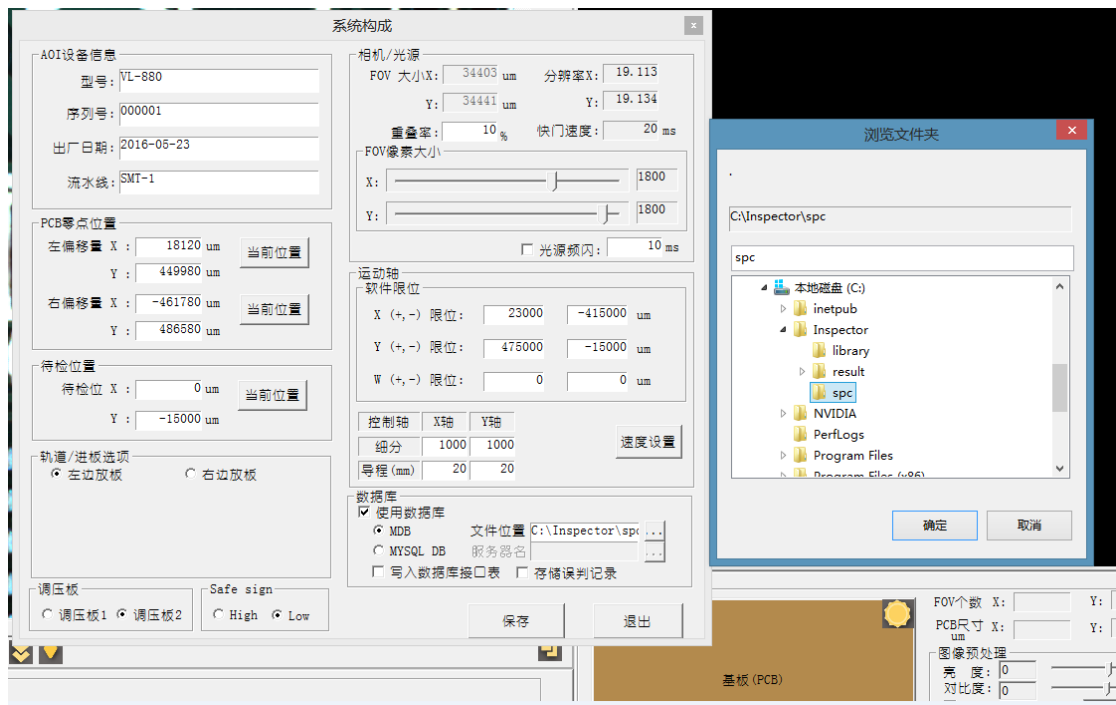 系统构成
x
AOI设备信息
型号: VL-880
序列号: 000001
出厂日期: 2016-05-23
流水线: SMT-1
PCB零点位置
左偏移量 X : 18120 um
当前位置
Y : 449980 um
右偏移量 X : -461780 um
当前位置
Y : 486580 um
待检位置
待检位 X : 0 um
当前位置
Y : -15000 um
轨道/进板选项
左边放板 右边放板
调压板
调压板1 调压板2
Safe sign
High Low
相机/光源
FOV 大小X: 34403 um 分辨率X: 19.113
Y: 34441 um Y: 19.134
重叠率: 10 % 快门速度: 20 ms
FOV像素大小
X: 1800
Y: 1800
光源频闪: 10 ms
运动轴
软件限位
X (+,-) 限位: 23000 -415000 um
Y (+,-) 限位: 475000 -15000 um
W (+,-) 限位: 0 0 um
控制轴 X轴 Y轴
细分 1000 1000
导程(mm) 20 20
速度设置
数据库
使用数据库
MDB 文件位置 C:\Inspector\spc ...
MYSQL DB 服务器名 ...
写入数据库接口表 存储误判记录
保存 退出
浏览文件夹
.
C:\Inspector\spc
spc
本地磁盘 (C:)
inetpub
Inspector
library
result
spc
NVIDIA
PerfLogs
Program Files
Program Files (x86)
确定 取消
基板(PCB)
FOV个数 X: Y:
PCB尺寸 X: Y:
um
图像预处理
亮 度: 0
对比度: 0